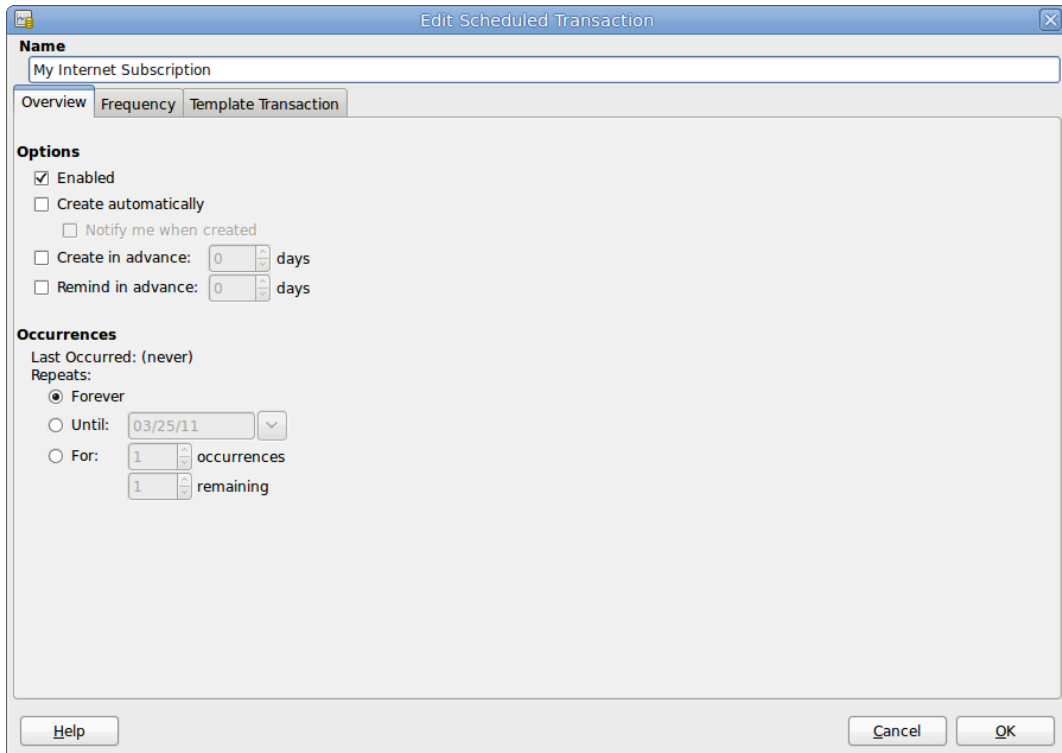 Edit Scheduled Transaction
Name
My Internet Subscription
Overview Frequency Template Transaction
Options
Enabled
Create automatically
Notify me when created
Create in advance: 0 days
Remind in advance: 0 days
Occurrences
Last Occurred: (never)
Repeats:
Forever
Until: 03/25/11
For: 1 occurrences
1 remaining
Help Cancel OK